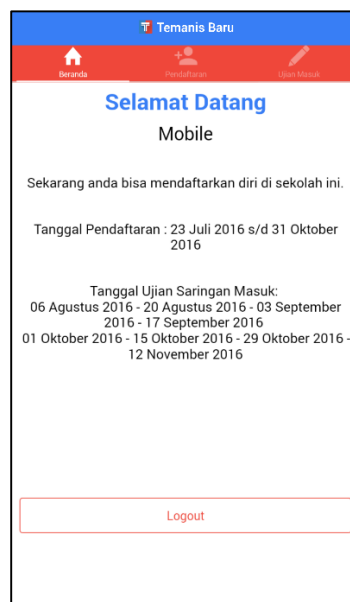 Temanis Baru
Beranda
Pendaftaran
Ujian Masuk
Selamat Datang
Mobile
Sekarang anda bisa mendaftarkan diri di sekolah ini.
Tanggal Pendaftaran : 23 Juli 2016 s/d 31 Oktober
2016
Tanggal Ujian Saringan Masuk:
06 Agustus 2016 - 20 Agustus 2016 - 03 September
2016 - 17 September 2016
01 Oktober 2016 - 15 Oktober 2016 - 29 Oktober 2016 -
12 November 2016
Logout